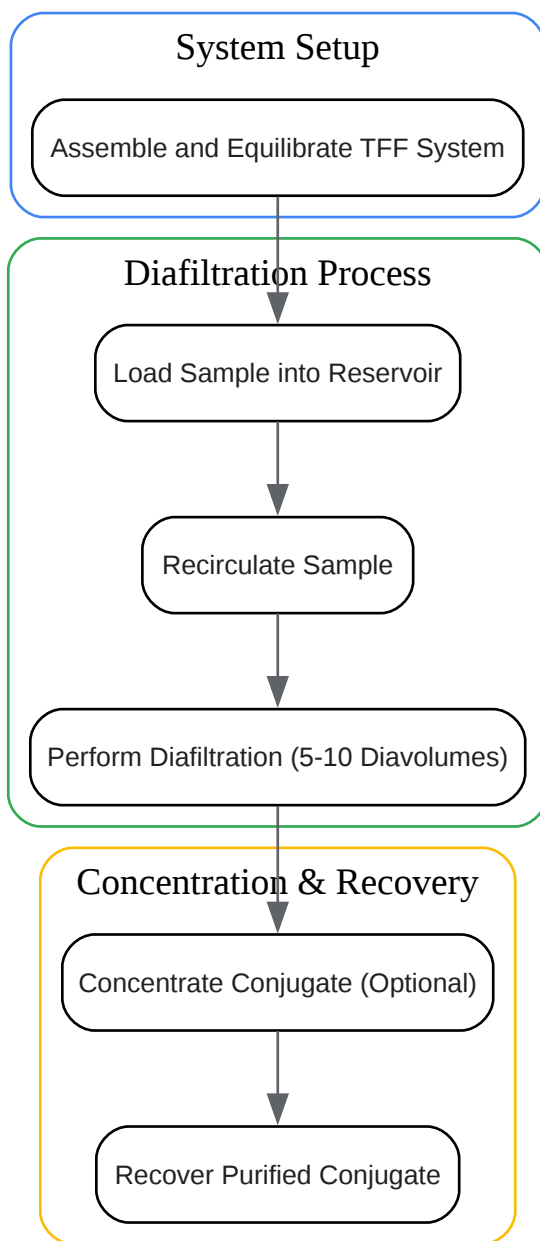 System Setup
Assemble and Equilibrate TFF System
Diafiltration Process
Load Sample into Reservoir
Recirculate Sample
Perform Diafiltration (5-10 Diavolumes)
Concentration & Recovery
Concentrate Conjugate (Optional)
Recover Purified Conjugate